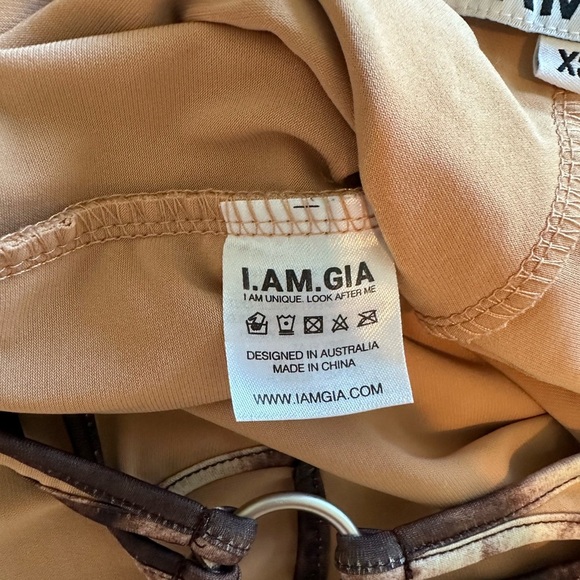 I.AM.GIA
I AM UNIQUE. LOOK AFTER ME
DESIGNED IN AUSTRALIA
MADE IN CHINA
WWW.IAMGIA.COM